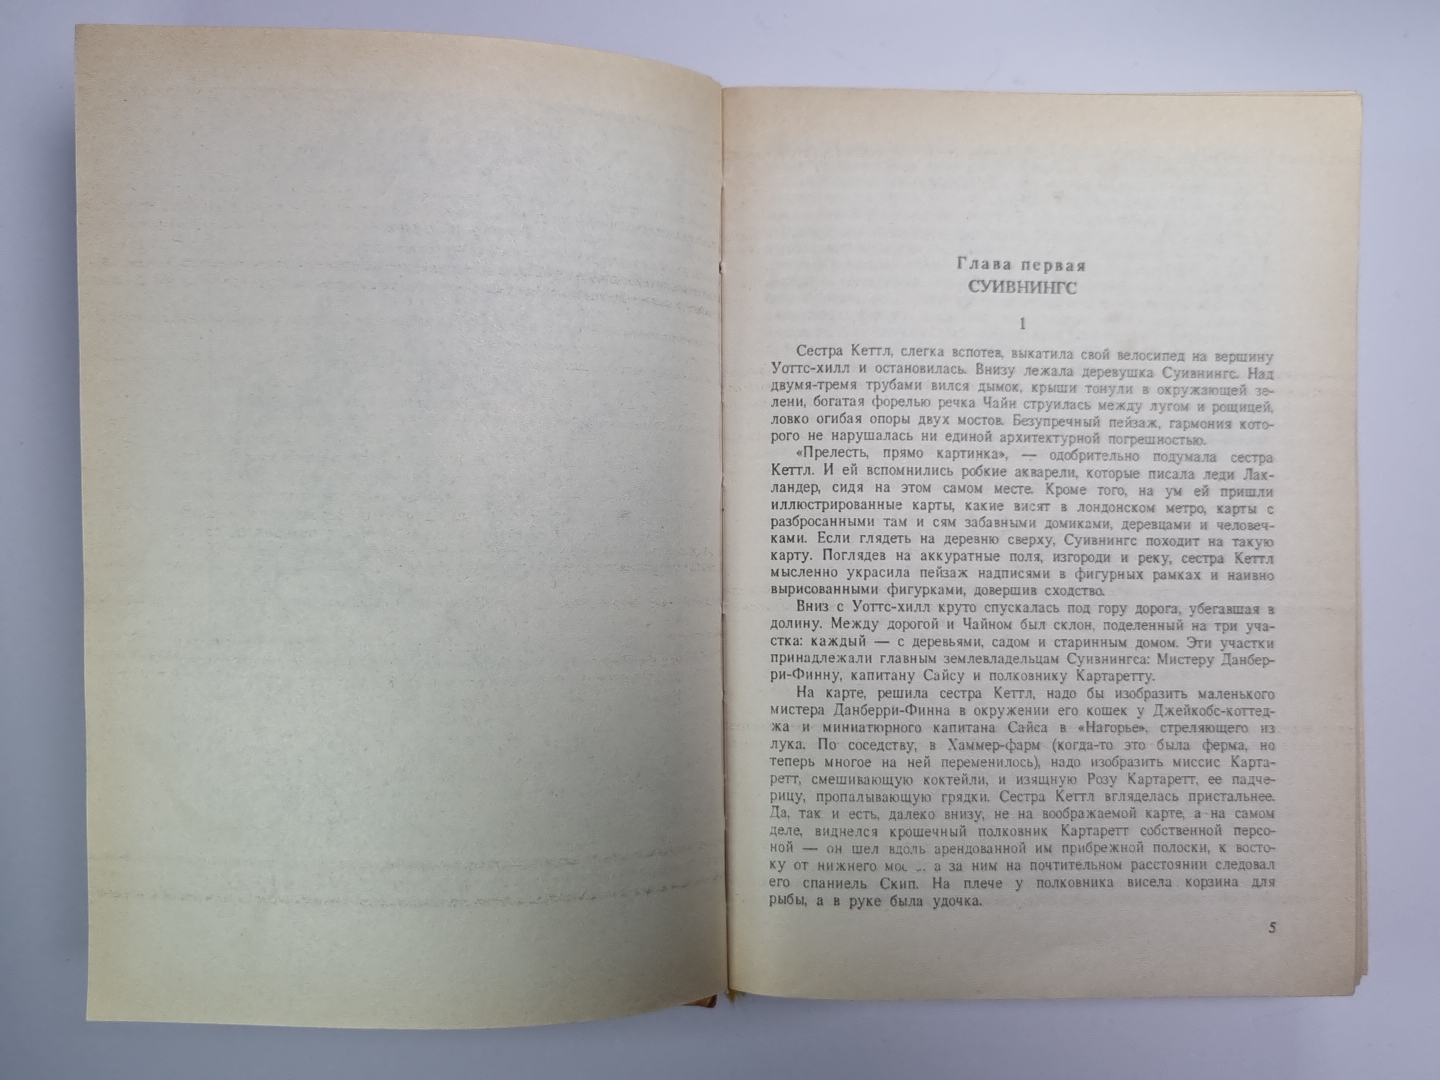 Глава первая
СУИВНИНГС
1
Сестра Кеттл, слегка вспотев, выкатила свой велосипед на вершину
Уоттс-хилл и остановилась. Внизу лежала деревушка Суивнингс. Над
двумя-тремя трубами вился дымок, крыши тонули в окружающей зе-
лени, богатая форелью речка Чайн струилась между лугом и рощицей,
ловко огибая опоры двух мостов. Безупречный пейзаж, гармония кото-
рого не нарушалась ни единой архитектурной погрешностью.
«Прелесть, прямо картинка», — одобрительно подумала сестра
Кеттл. И ей вспомнились робкие акварели, которые писала леди Лак-
ландер, сидя на этом самом месте. Кроме того, на ум ей пришли
иллюстрированные карты, какие висят в лондонском метро, карты с
разбросанными там и сям забавными домиками, деревцами и человеч-
ками. Если глядеть на деревню сверху, Суивнингс походит на такую
карту. Поглядев на аккуратные поля, изгороди и реку, сестра Кеттл
мысленно украсила пейзаж надписями в фигурных рамках и наивно
вырисованными фигурками, довершив сходство.
Вниз с Уоттс-хилл круто спускалась под гору дорога, убегавшая в
долину. Между дорогой и Чайном был склон, поделенный на три уча-
стка: каждый — с деревьями, садом и старинным домом. Эти участки
принадлежали главным землевладельцам Суивнингса: Мистеру Данбер-
ри-Финну, капитану Сайсу и полковнику Картаретту.
На карте, решила сестра Кеттл, надо бы изобразить маленького
мистера Данберри-Финна в окружении его кошек у Джейкобс-коттед-
жа и миниатюрного капитана Сайса в «Нагорье», стреляющего из
лука. По соседству, в Хаммер-фарм (когда-то это была ферма, но
теперь многое на ней переменилось), надо изобразить миссис Карта-
ретт, смешивающую коктейли, и изящную Розу Картаретт, ее падче-
рицу, пропалывающую грядки. Сестра Кеттл вгляделась пристальнее.
Да, так и есть, далеко внизу, не на воображаемой карте, а на самом
деле, виднелся крошечный полковник Картаретт собственной персо-
ной — он шел вдоль арендованной им прибрежной полоски, к восто-
ку от нижнего а за ним на почтительном расстоянии следовал
его спаниель Скип. На плече у полковника висела корзина для
рыбы, а в руке была удочка.
5